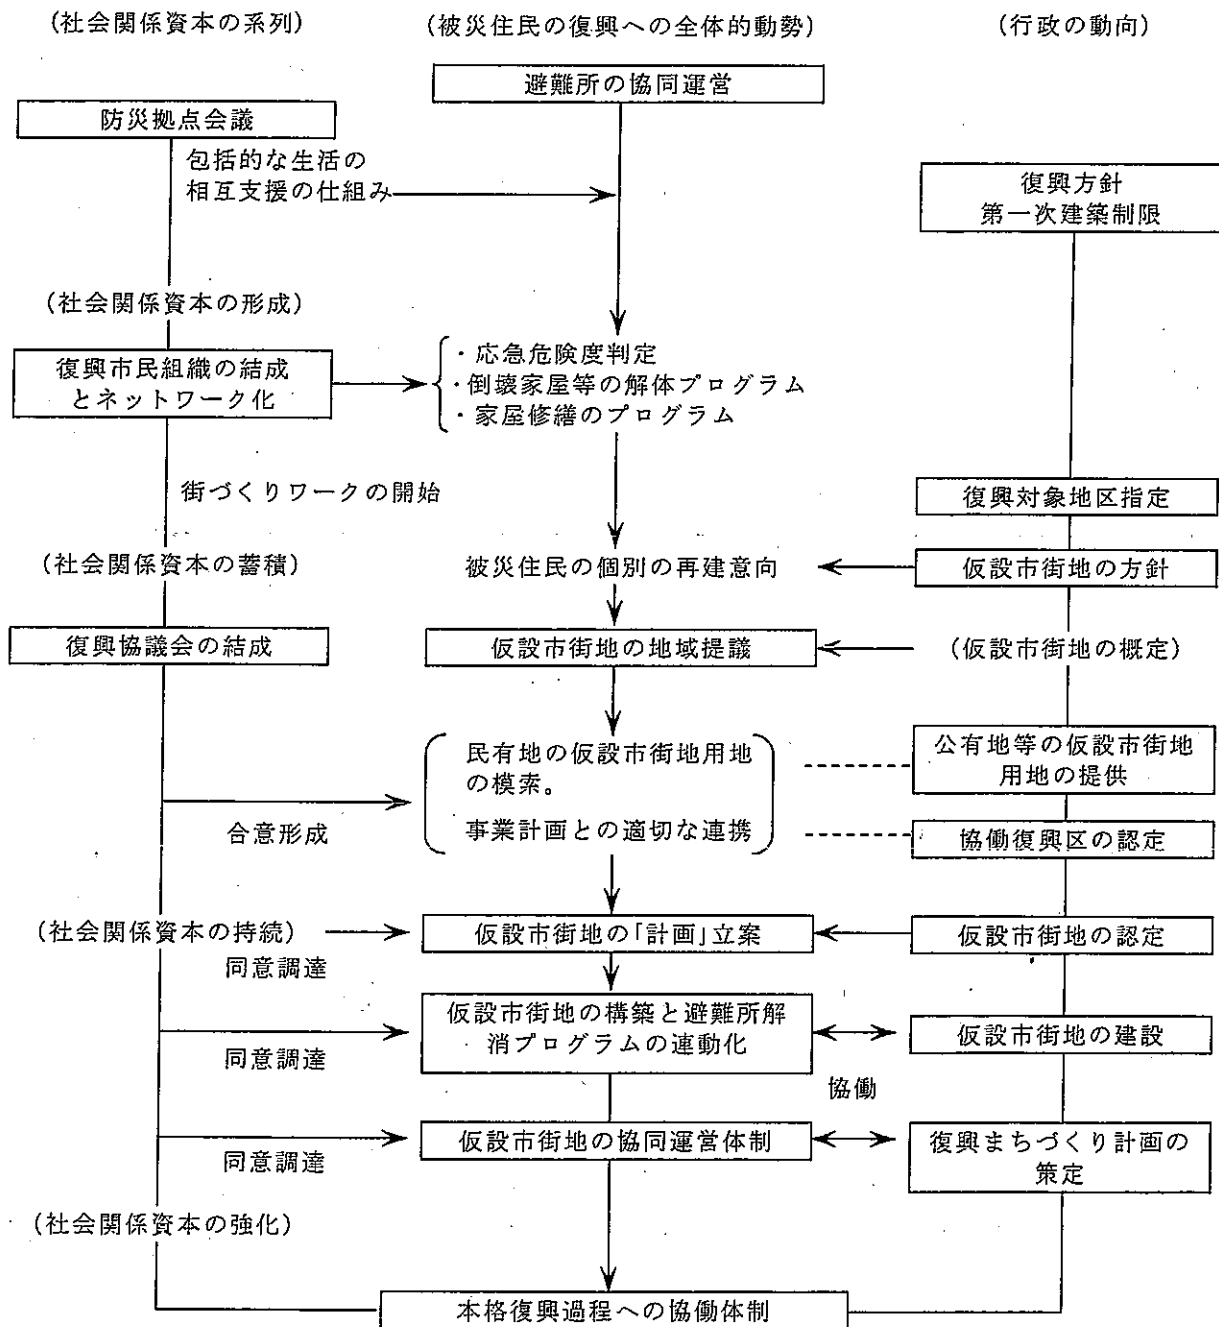 (社会関係資本の系列)
(被災住民の復興への全体的動勢)
(行政の動向)
避難所の協同運営
防災拠点会議
包括的な生活の
相互支援の仕組み
復興方針
第一次建築制限
(社会関係資本の形成)
復興市民組織の結成
とネットワーク化
・応急危険度判定
・倒壊家屋等の解体プログラム
・家屋修繕のプログラム
街づくりワークの開始
復興対象地区指定
(社会関係資本の蓄積)
被災住民の個別の再建意向
仮設市街地の方針
復興協議会の結成
仮設市街地の地域提議
(仮設市街地の概定)
民有地の仮設市街地用地
の模索。
公有地等の仮設市街地
用地の提供
合意形成
事業計画との適切な連携
協働復興区の認定
(社会関係資本の持続)
仮設市街地の「計画」立案
仮設市街地の認定
同意調達
仮設市街地の構築と避難所解
消プログラムの連動化
仮設市街地の建設
同意調達
協働
仮設市街地の協同運営体制
復興まちづくり計画の
策定
同意調達
(社会関係資本の強化)
本格復興過程への協働体制